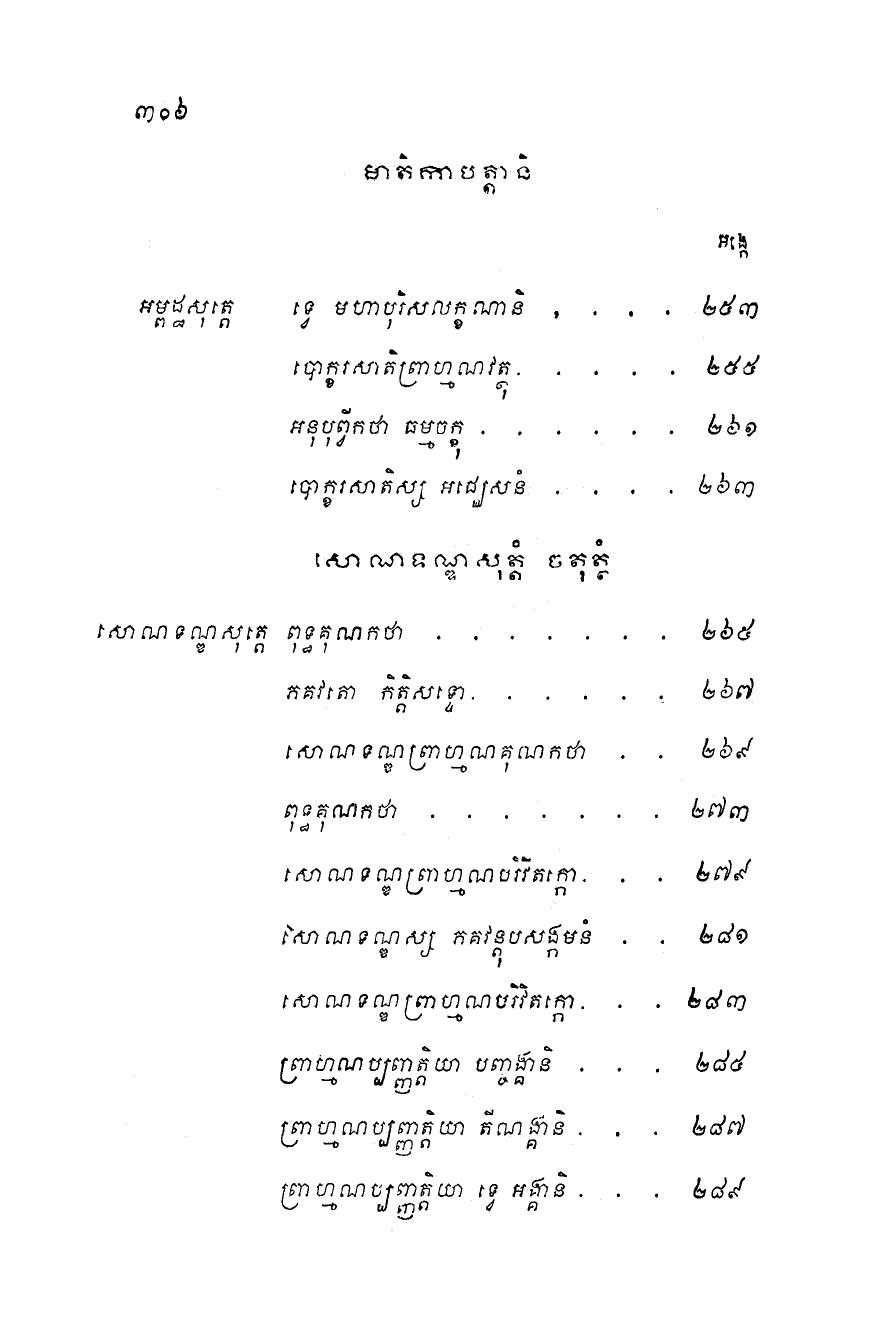 ៣០៦
មាតិកាបត្តានិ
អង្កេ
អម្ពដ្ឋសុត្តេ ទ្វេ មហាបុរិសលក្ខណានិ . . . . ២៥៣
បោក្ខរសាតិព្រាហ្មណវត្ថុ . . . . . ២៥៥
អនុបុព្វីកថា ធម្មចក្ខុ . . . . . . ២៦១
បោក្ខរសាតិស្ស អជ្ឈេសនំ . . . . ២៦៣
សោណទណ្ឌសុត្តំ ចតុត្ថំ
សោណទណ្ឌសុត្តេ ពុទ្ធគុណកថា . . . . . . . ២៦៥
ភគវតោ កិត្តិសទ្ទោ . . . . . . ២៦៧
សោណទណ្ឌព្រាហ្មណគុណកថា . . ២៦៩
ពុទ្ធគុណកថា . . . . . . . ២៧៣
សោណទណ្ឌព្រាហ្មណបរិវិតក្កោ . . . ២៧៩
សោណទណ្ឌស្ស ភគវន្តុបសង្កមនំ . . ២៨១
សោណទណ្ឌព្រាហ្មណបរិវិតក្កោ . . . ២៨៣
ព្រាហ្មណប្បញ្ញត្តិយា បញ្ចង្គានិ . . . ២៨៥
ព្រាហ្មណប្បញ្ញត្តិយា តីណង្គានិ . . . ២៨៧
ព្រាហ្មណប្បញ្ញត្តិយា ទ្វេ អង្គានិ . . . ២៨៩